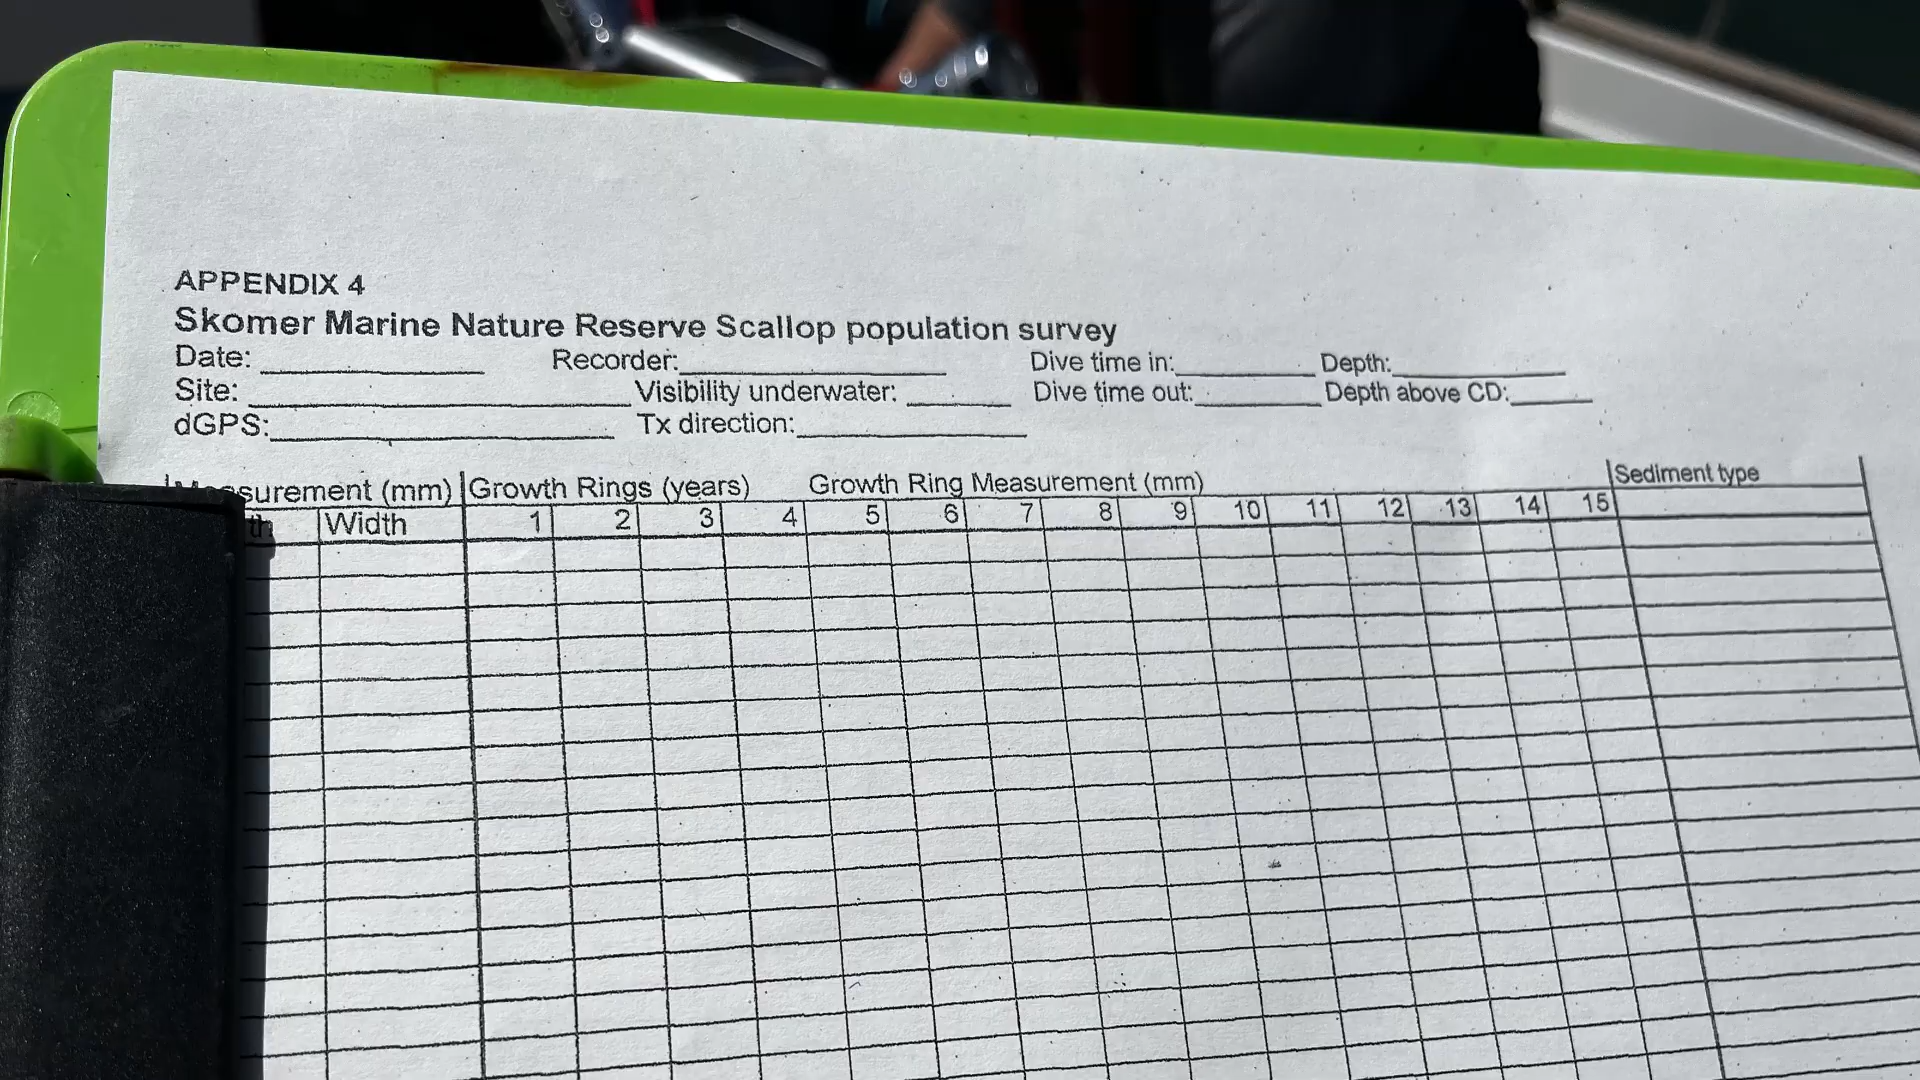 APPENDIX 4
Skomer Marine Nature Reserve Scallop population survey
Date: Recorder: Dive time in: Depth:
Site: Visibility underwater: Dive time out: Depth above CD:
dGPS: Tx direction:
Measurement (mm) Growth Rings (years) Growth Ring Measurement (mm) Sediment type
Width 1 2 3 4 5 6 7 8 9 10 11 12 13 14 15